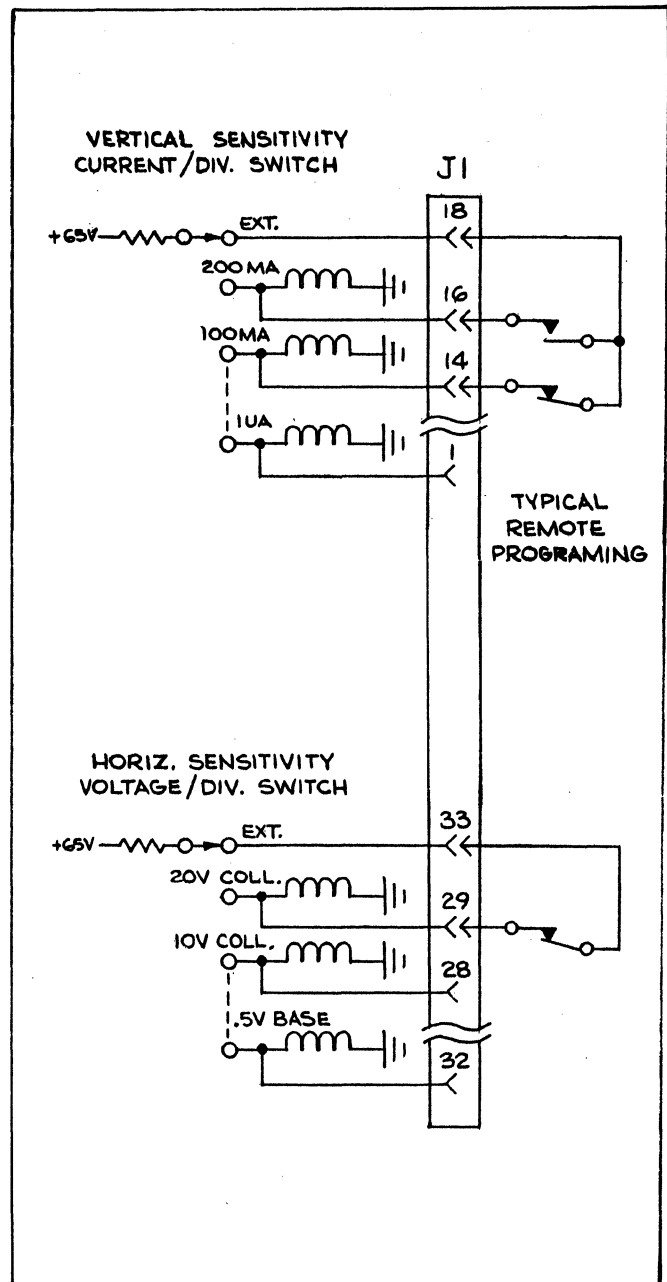 VERTICAL SENSITIVITY
CURRENT/DIV. SWITCH
J1
18
+65V
EXT.
200 MA
16
100MA
14
1UA
1
TYPICAL
REMOTE
PROGRAMING
HORIZ. SENSITIVITY
VOLTAGE/DIV. SWITCH
33
+65V
EXT.
20V COLL.
29
10V COLL.
28
.5V BASE
32